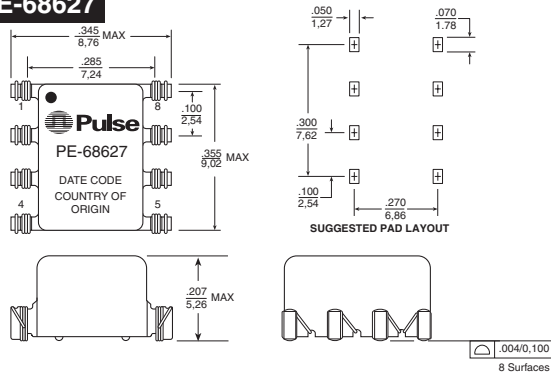 E-68627
.345
8,76 MAX
.285
7,24
1
8
Pulse
.100
2,54
PE-68627
.355
9,02 MAX
DATE CODE
COUNTRY OF
ORIGIN
4
5
.050
1,27
.070
1.78
.300
7,62
.100
2,54
.270
6,86
SUGGESTED PAD LAYOUT
.207
5,26 MAX
.004/0,100
8 Surfaces